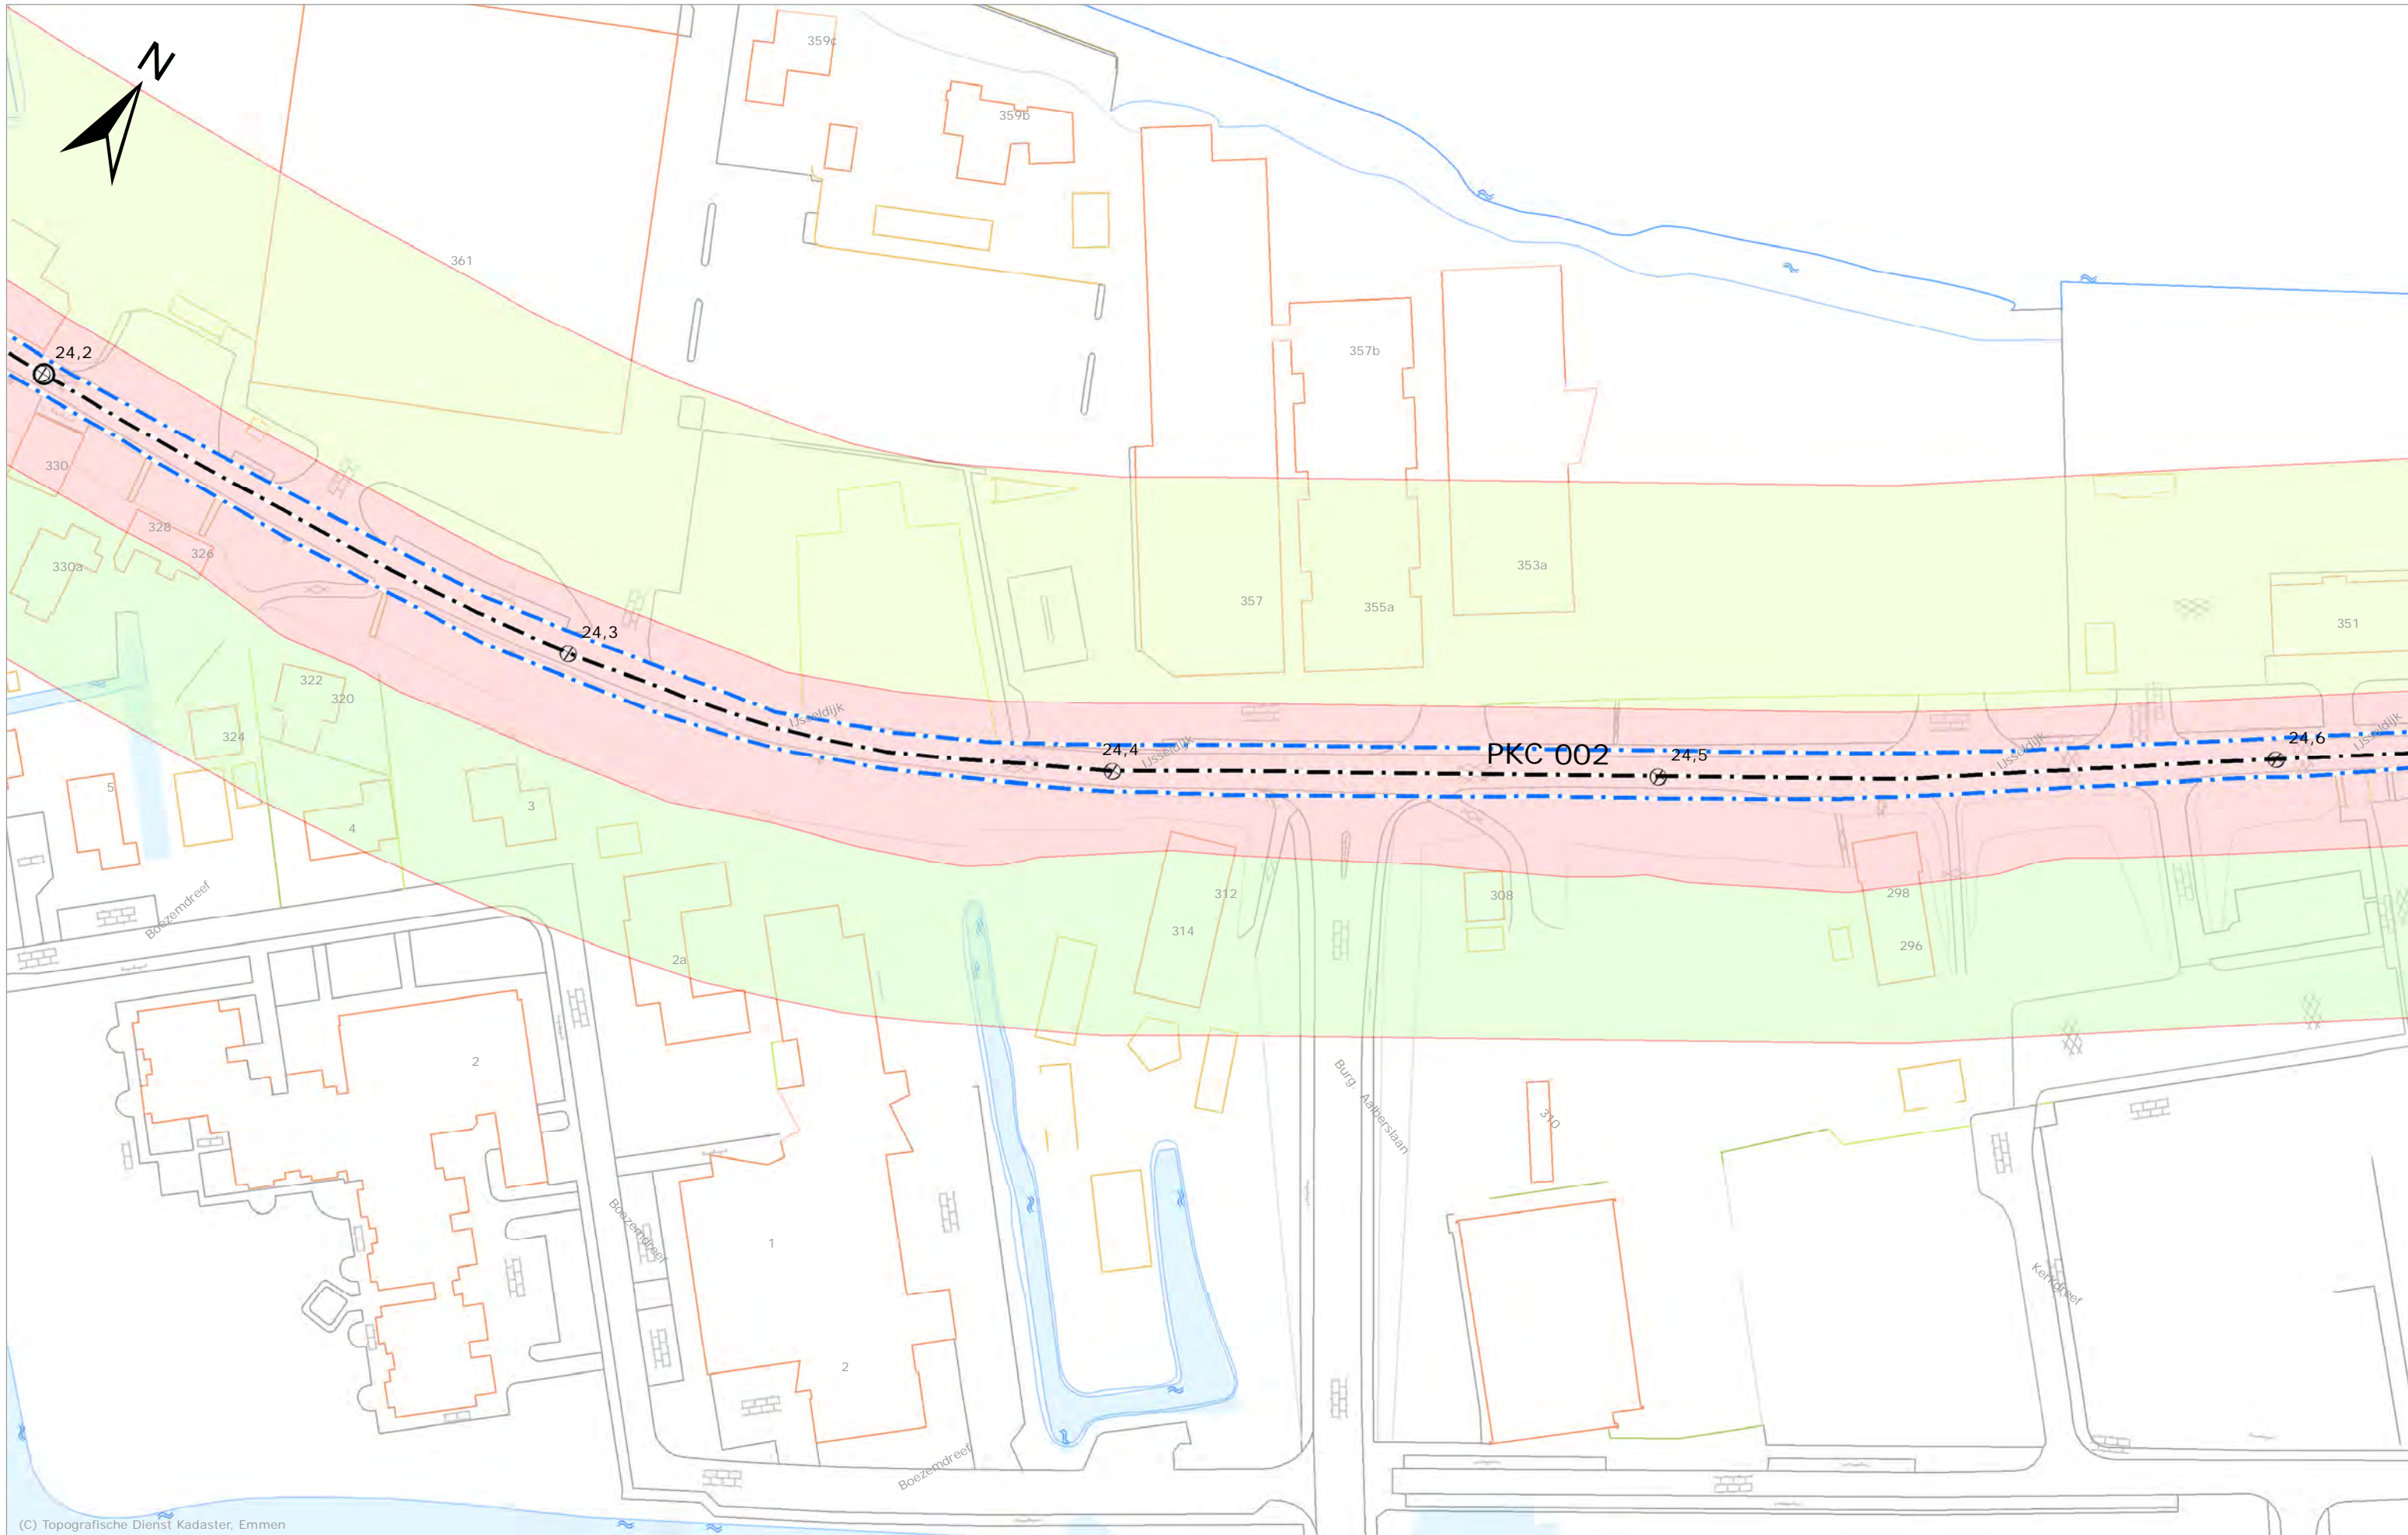 N
359c
359b
361
24,2
357b
330
328
326
330a
24,3
357
355a
353a
351
322
320
324
IJsseldijk
24,4
IJsseldijk
PKC 002
24,5
IJsseldijk
24,6
IJsseldijk
5
4
3
312
314
308
298
296
Boezemdreef
2a
2
Burg. Aalberslaan
310
Boezemdreef
1
Kerkdreef
2
Boezemdreef
(C) Topografische Dienst Kadaster, Emmen